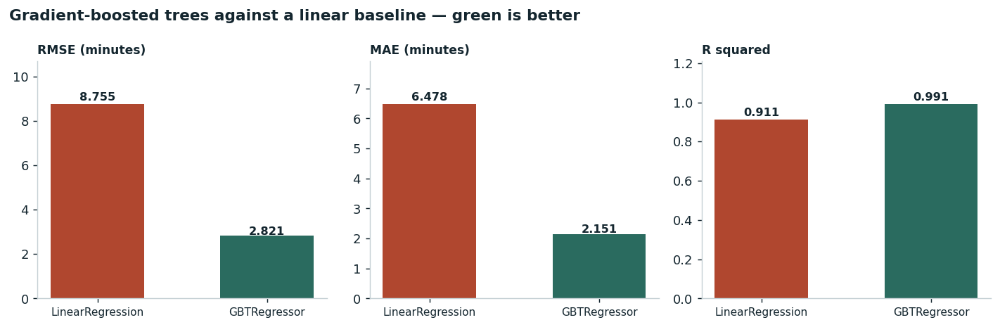 Gradient-boosted trees against a linear baseline — green is better
RMSE (minutes)
10
8
6
4
2
0
8.755
2.821
LinearRegression
GBTRegressor
MAE (minutes)
7
6
5
4
3
2
1
0
6.478
2.151
LinearRegression
GBTRegressor
R squared
1.2
1.0
0.8
0.6
0.4
0.2
0.0
0.911
0.991
LinearRegression
GBTRegressor